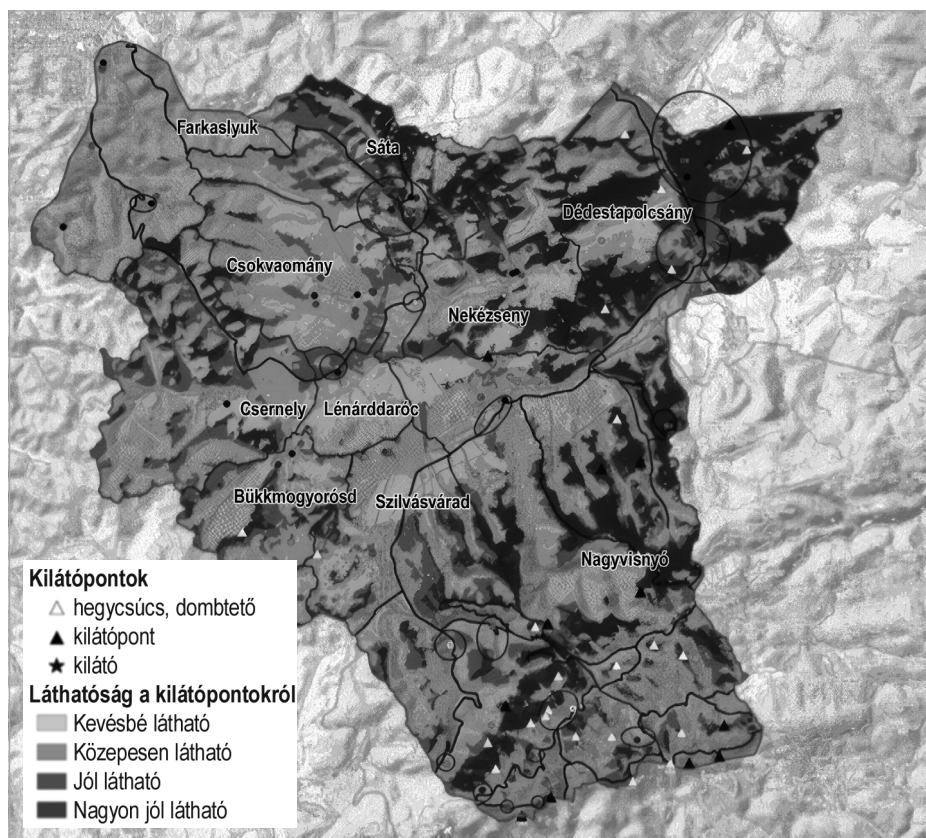 Farkaslyuk
Sáta
Dédestapolcsány
Csokvaomány
Nekézseny
Csernely
Lénárddaróc
Bükkmogyorósd
Szilvásvárad
Nagyvisnyó
Kilátópontok
hegycsúcs, dombtető
kilátópont
kilátó
Láthatóság a kilátópontokról
Kevésbé látható
Közepesen látható
Jól látható
Nagyon jól látható